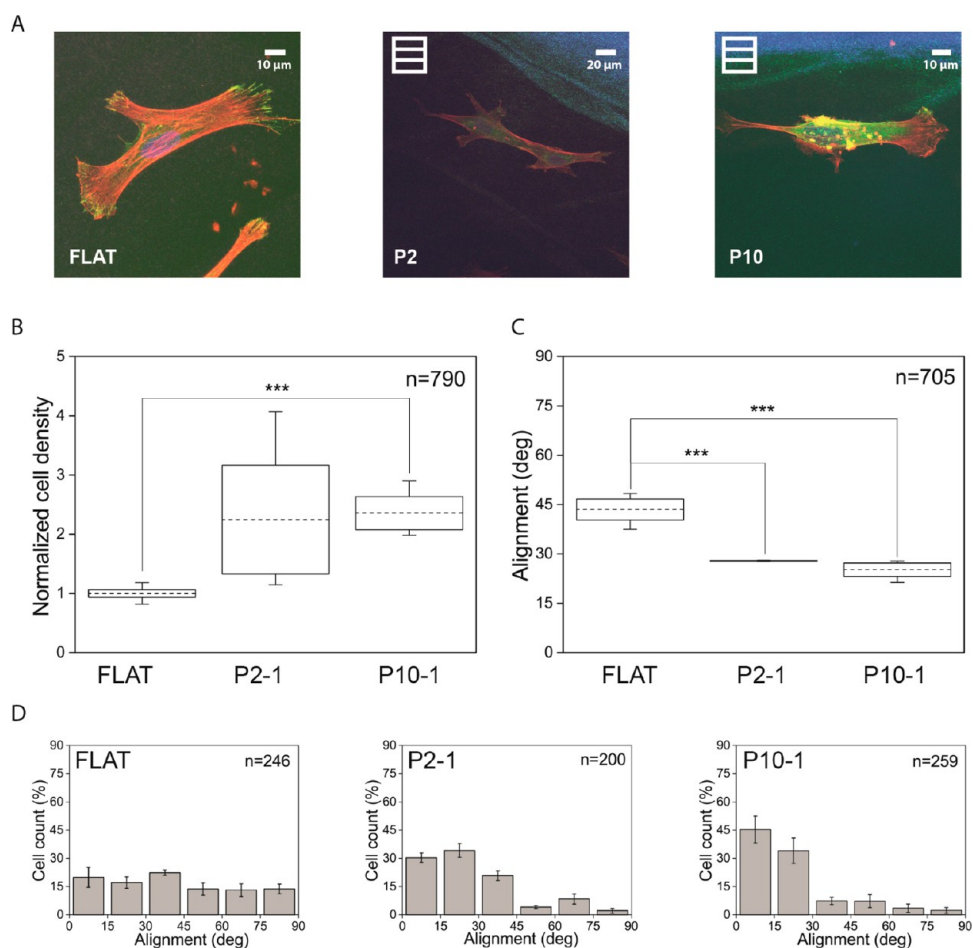 A
10 µm
FLAT
20 µm
P2
10 µm
P10
B
Normalized cell density
5
4
3
2
1
0
n=790
***
FLAT P2-1 P10-1
C
Alignment (deg)
90
75
60
45
30
15
0
n=705
***
***
FLAT P2-1 P10-1
D
FLAT
n=246
Cell count (%)
90
75
60
45
30
15
0
0 15 30 45 60 75 90
Alignment (deg)
P2-1
n=200
Cell count (%)
90
75
60
45
30
15
0
0 15 30 45 60 75 90
Alignment (deg)
P10-1
n=259
Cell count (%)
90
75
60
45
30
15
0
0 15 30 45 60 75 90
Alignment (deg)